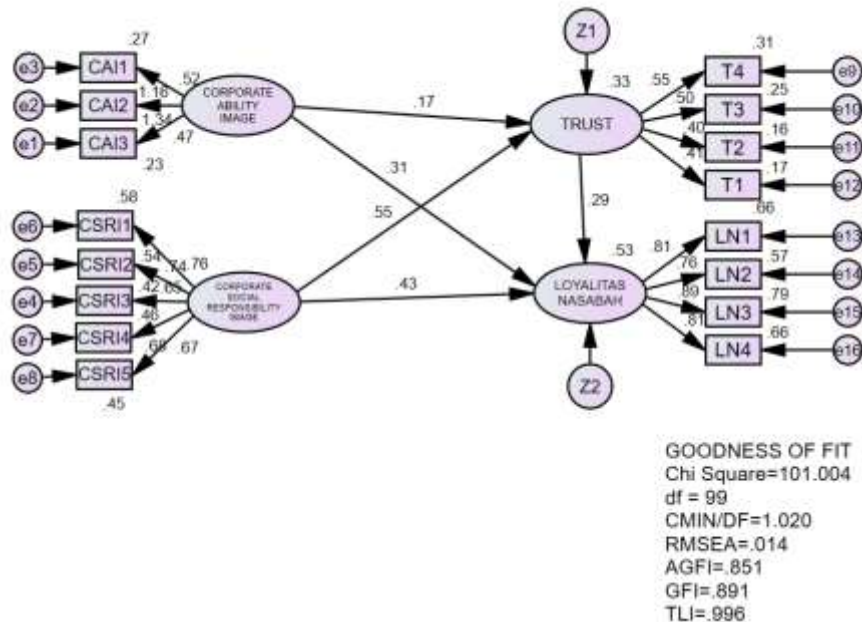 Z1
.27
.31
e3
CAI1
.52
CORPORATE
ABILITY
IMAGE
.33
.55
T4
e9
e2
CAI2
1.16
.17
.50
T3
.25
e10
1.34
TRUST
.40
T2
.16
e11
e1
CAI3
.47
.41
T1
.17
e12
.23
.31
.29
.66
.58
.55
e6
CSRI1
.53
.81
LN1
e13
e5
CSRI2
.54
.74
.76
CORPORATE
SOCIAL
RESPONSIBILITY
IMAGE
.43
LOYALITAS
NASABAH
.76
LN2
.57
e14
e4
CSRI3
.42
.65
.89
LN3
.79
e15
e7
CSRI4
.46
.81
LN4
.66
e16
.68
.67
e8
CSRI5
Z2
.45
GOODNESS OF FIT
Chi Square=101.004
df = 99
CMIN/DF=1.020
RMSEA=.014
AGFI=.851
GFI=.891
TLI=.996